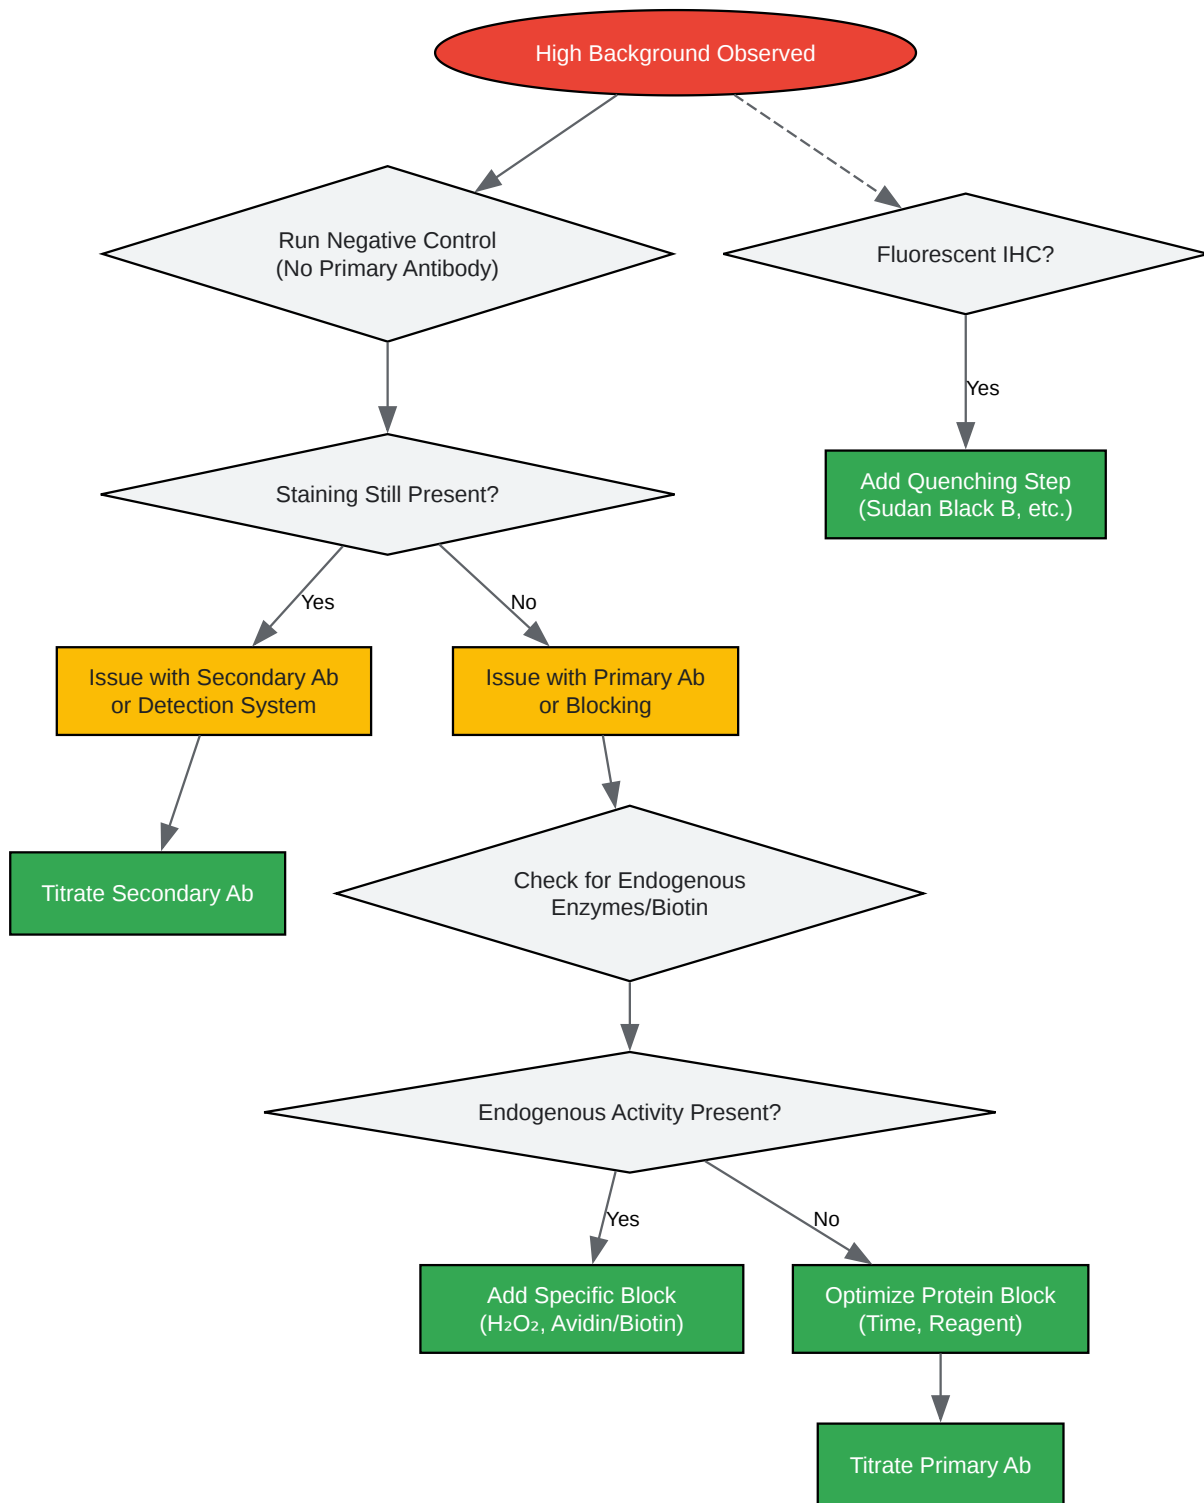 High Background Observed
Run Negative Control
(No Primary Antibody)
Fluorescent IHC?
Yes
Staining Still Present?
Add Quenching Step
(Sudan Black B, etc.)
Yes
No
Issue with Secondary Ab
or Detection System
Issue with Primary Ab
or Blocking
Titrate Secondary Ab
Check for Endogenous
Enzymes/Biotin
Endogenous Activity Present?
Yes
No
Add Specific Block
(H₂O₂, Avidin/Biotin)
Optimize Protein Block
(Time, Reagent)
Titrate Primary Ab